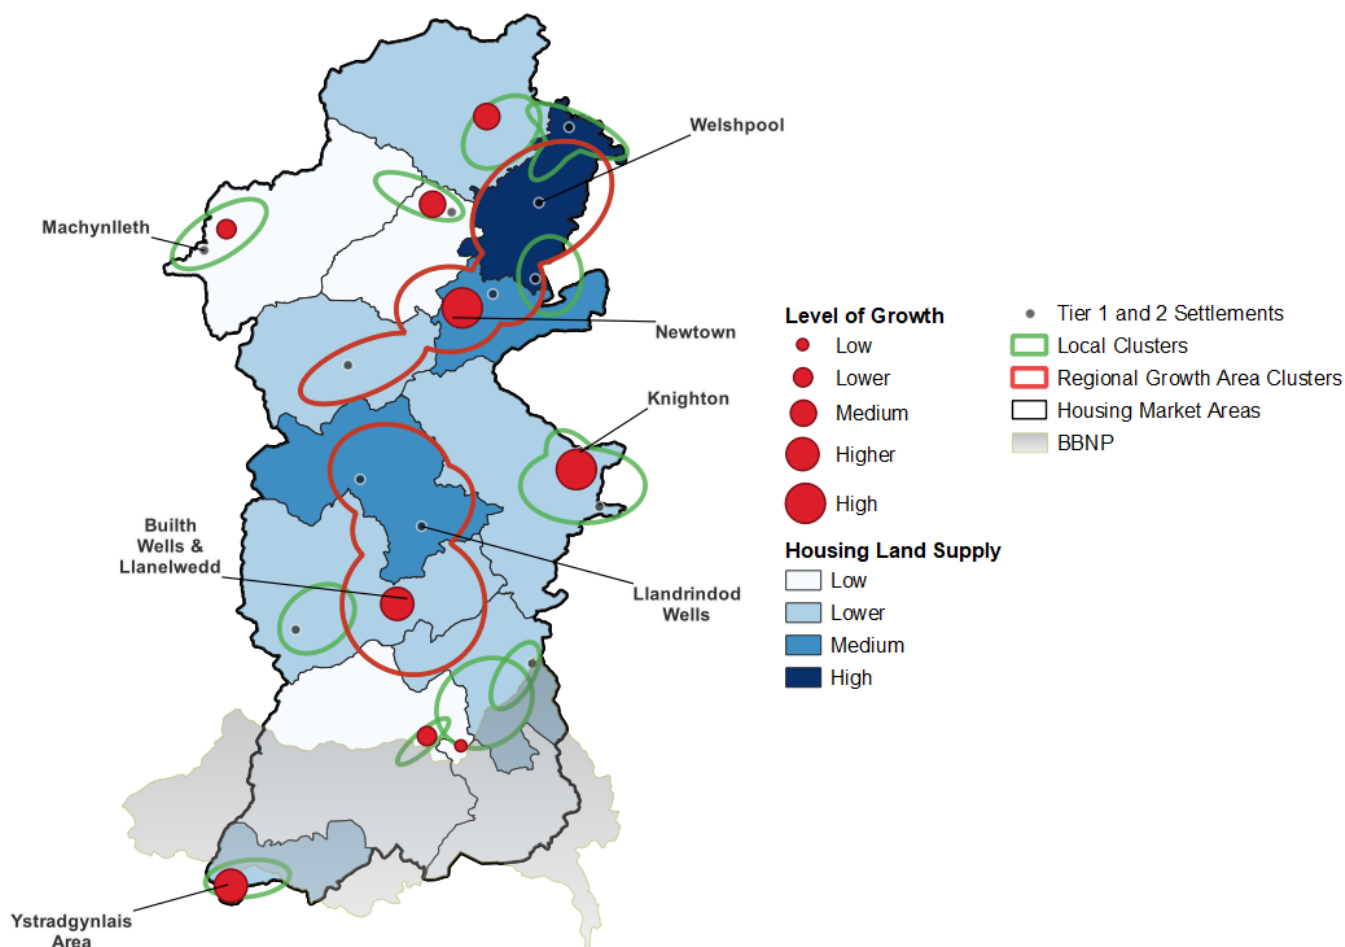 Welshpool
Machynlleth
Newtown
Knighton
Builth
Wells &
Llanelwedd
Llandrindod
Wells
Ystradgynlais
Area
Level of Growth
Low
Lower
Medium
Higher
High
Housing Land Supply
Low
Lower
Medium
High
Tier 1 and 2 Settlements
Local Clusters
Regional Growth Area Clusters
Housing Market Areas
BBNP